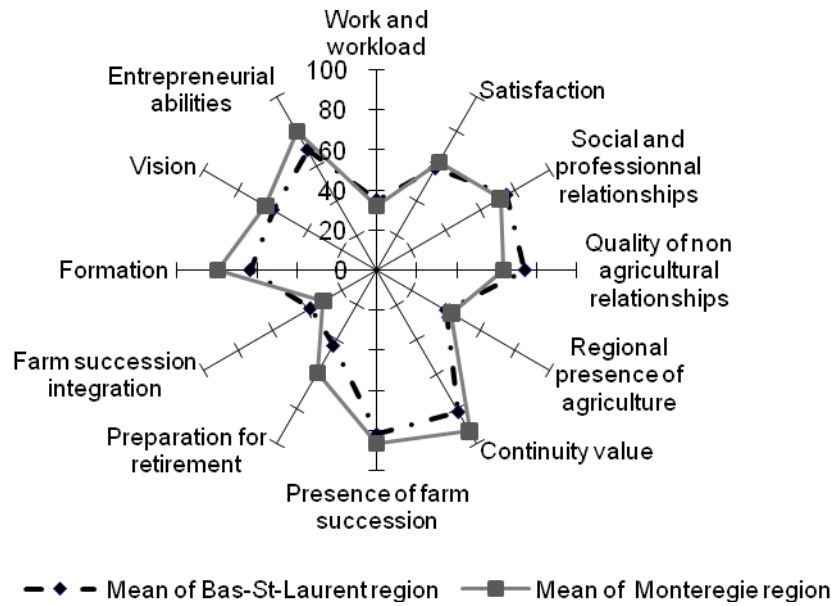 Work and
workload
Entrepreneurial
abilities
Satisfaction
Vision
Social and
professionnal
relationships
100
80
60
40
20
0
Formation
Quality of non
agricultural
relationships
Farm succession
integration
Regional
presence of
agriculture
Preparation for
retirement
Continuity value
Presence of farm
succession
Mean of Bas-St-Laurent region
Mean of Monteregie region